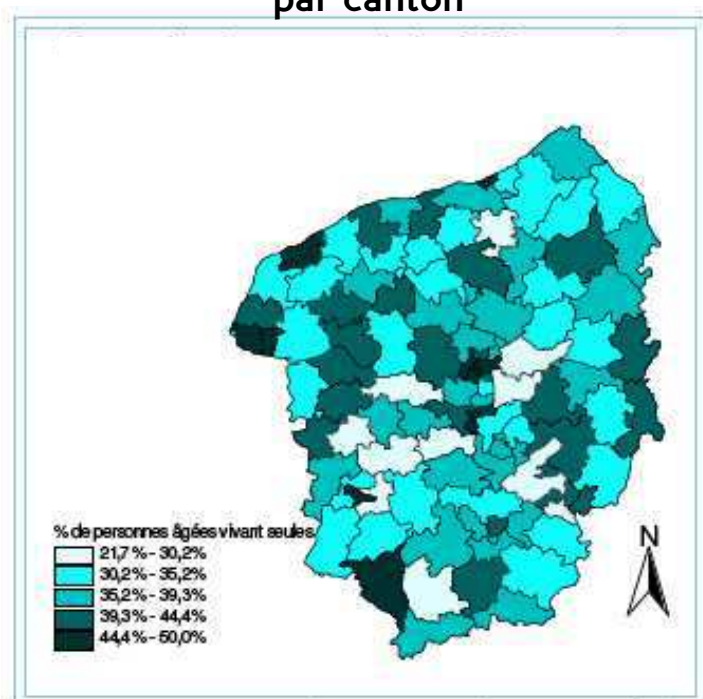 par canton
% de personnes âgées vivant seules
21,7% - 30,2%
30,2% - 35,2%
35,2% - 39,3%
39,3% - 44,4%
44,4% - 50,0%
N